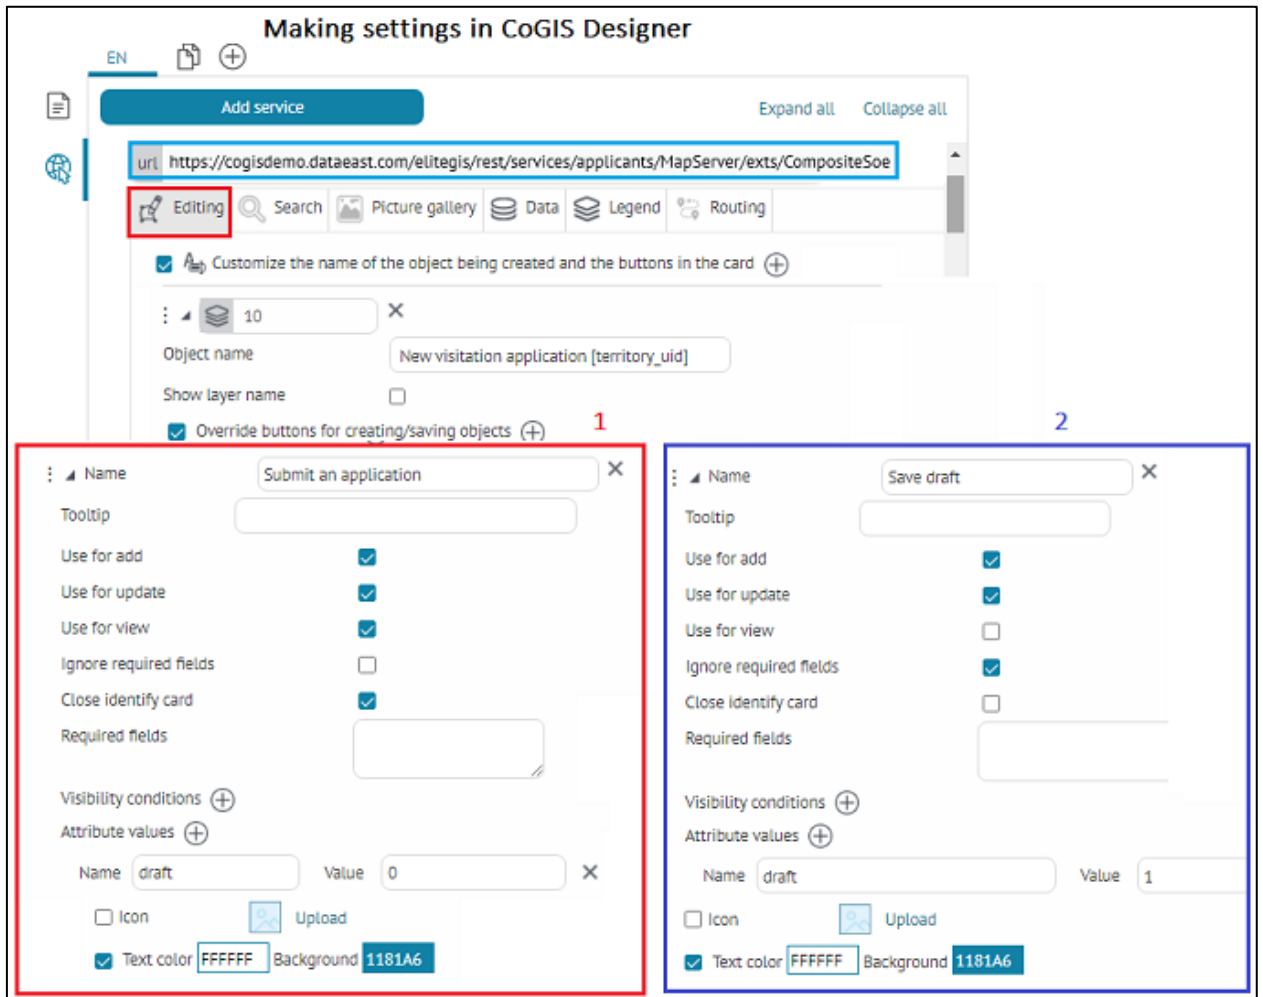 Making settings in CoGIS Designer
EN
Add service
Expand all Collapse all
url https://cogisdemo.dataeast.com/elitegis/rest/services/applicants/MapServer/exts/CompositeSoe
Editing Search Picture gallery Data Legend Routing
Customize the name of the object being created and the buttons in the card
10
Object name New visitation application [territory_uid]
Show layer name
Override buttons for creating/saving objects
1
Name Submit an application
Tooltip
Use for add
Use for update
Use for view
Ignore required fields
Close identify card
Required fields
Visibility conditions
Attribute values
Name draft Value 0
Icon Upload
Text color FFFFFF Background 1181A6
2
Name Save draft
Tooltip
Use for add
Use for update
Use for view
Ignore required fields
Close identify card
Required fields
Visibility conditions
Attribute values
Name draft Value 1
Icon Upload
Text color FFFFFF Background 1181A6